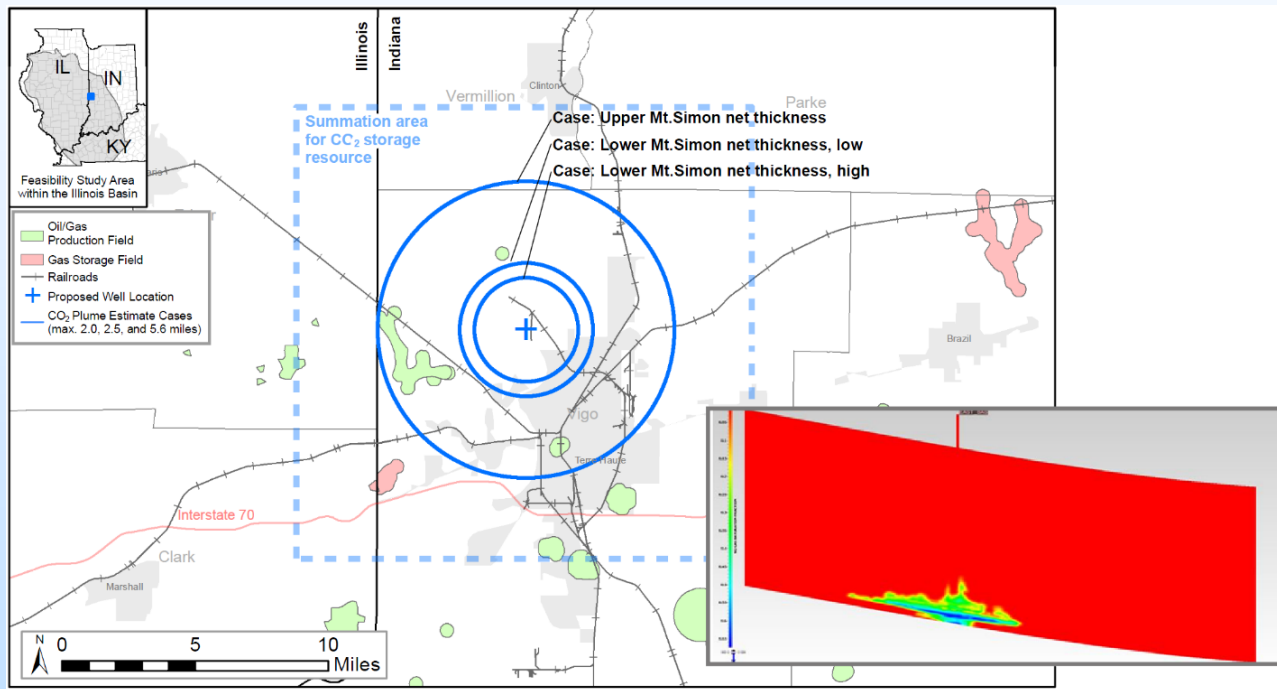 IL
IN
KY
Feasibility Study Area
within the Illinois Basin
Oil/Gas
Production Field
Gas Storage Field
Railroads
Proposed Well Location
CO₂ Plume Estimate Cases
(max. 2.0, 2.5, and 5.6 miles)
Illinois
Indiana
Clinton
Vermillion
Parke
Summation area
for CC₂ storage
resource
Case: Upper Mt.Simon net thickness
Case: Lower Mt.Simon net thickness, low
Case: Lower Mt.Simon net thickness, high
Brazil
Vigo
Terre Haute
Interstate 70
Clark
Marshall
N
0 5 10
Miles